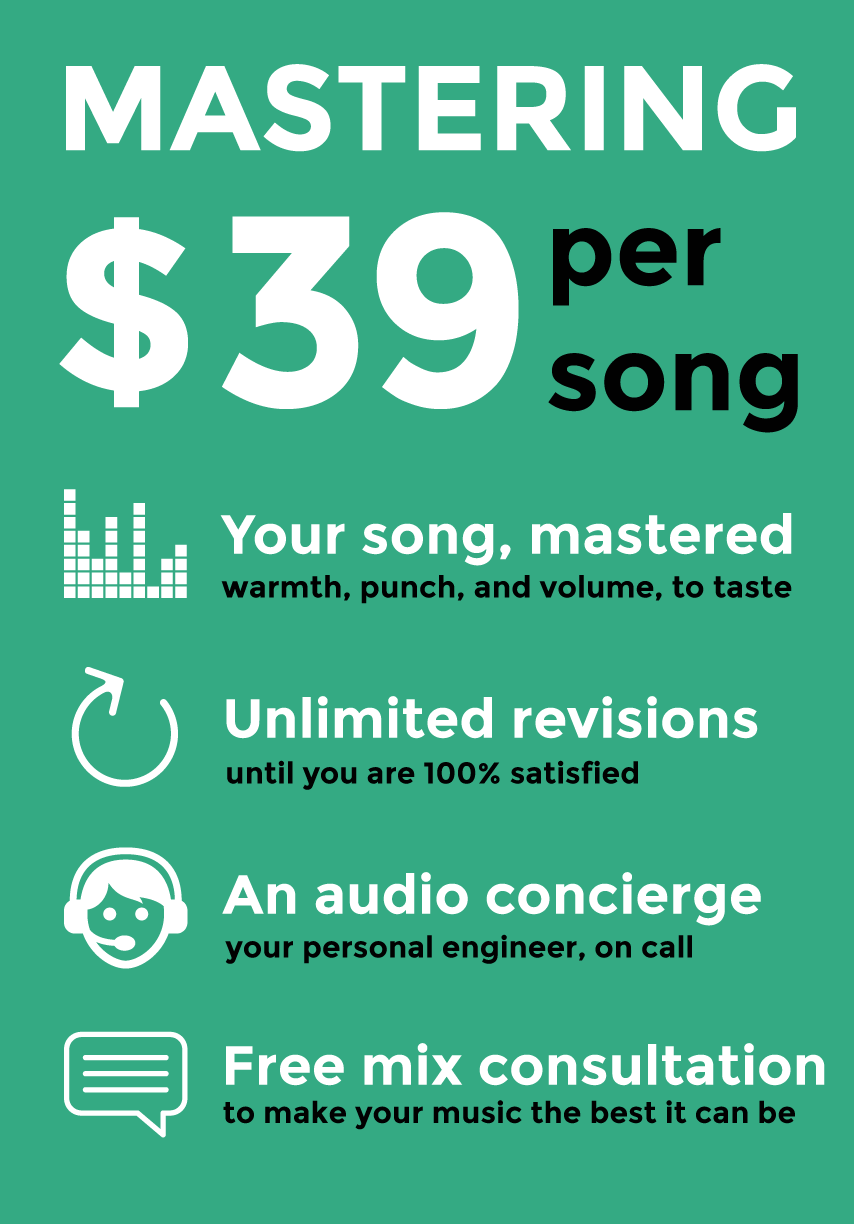 MASTERING
$39 per song
Your song, mastered
warmth, punch, and volume, to taste
Unlimited revisions
until you are 100% satisfied
An audio concierge
your personal engineer, on call
Free mix consultation
to make your music the best it can be